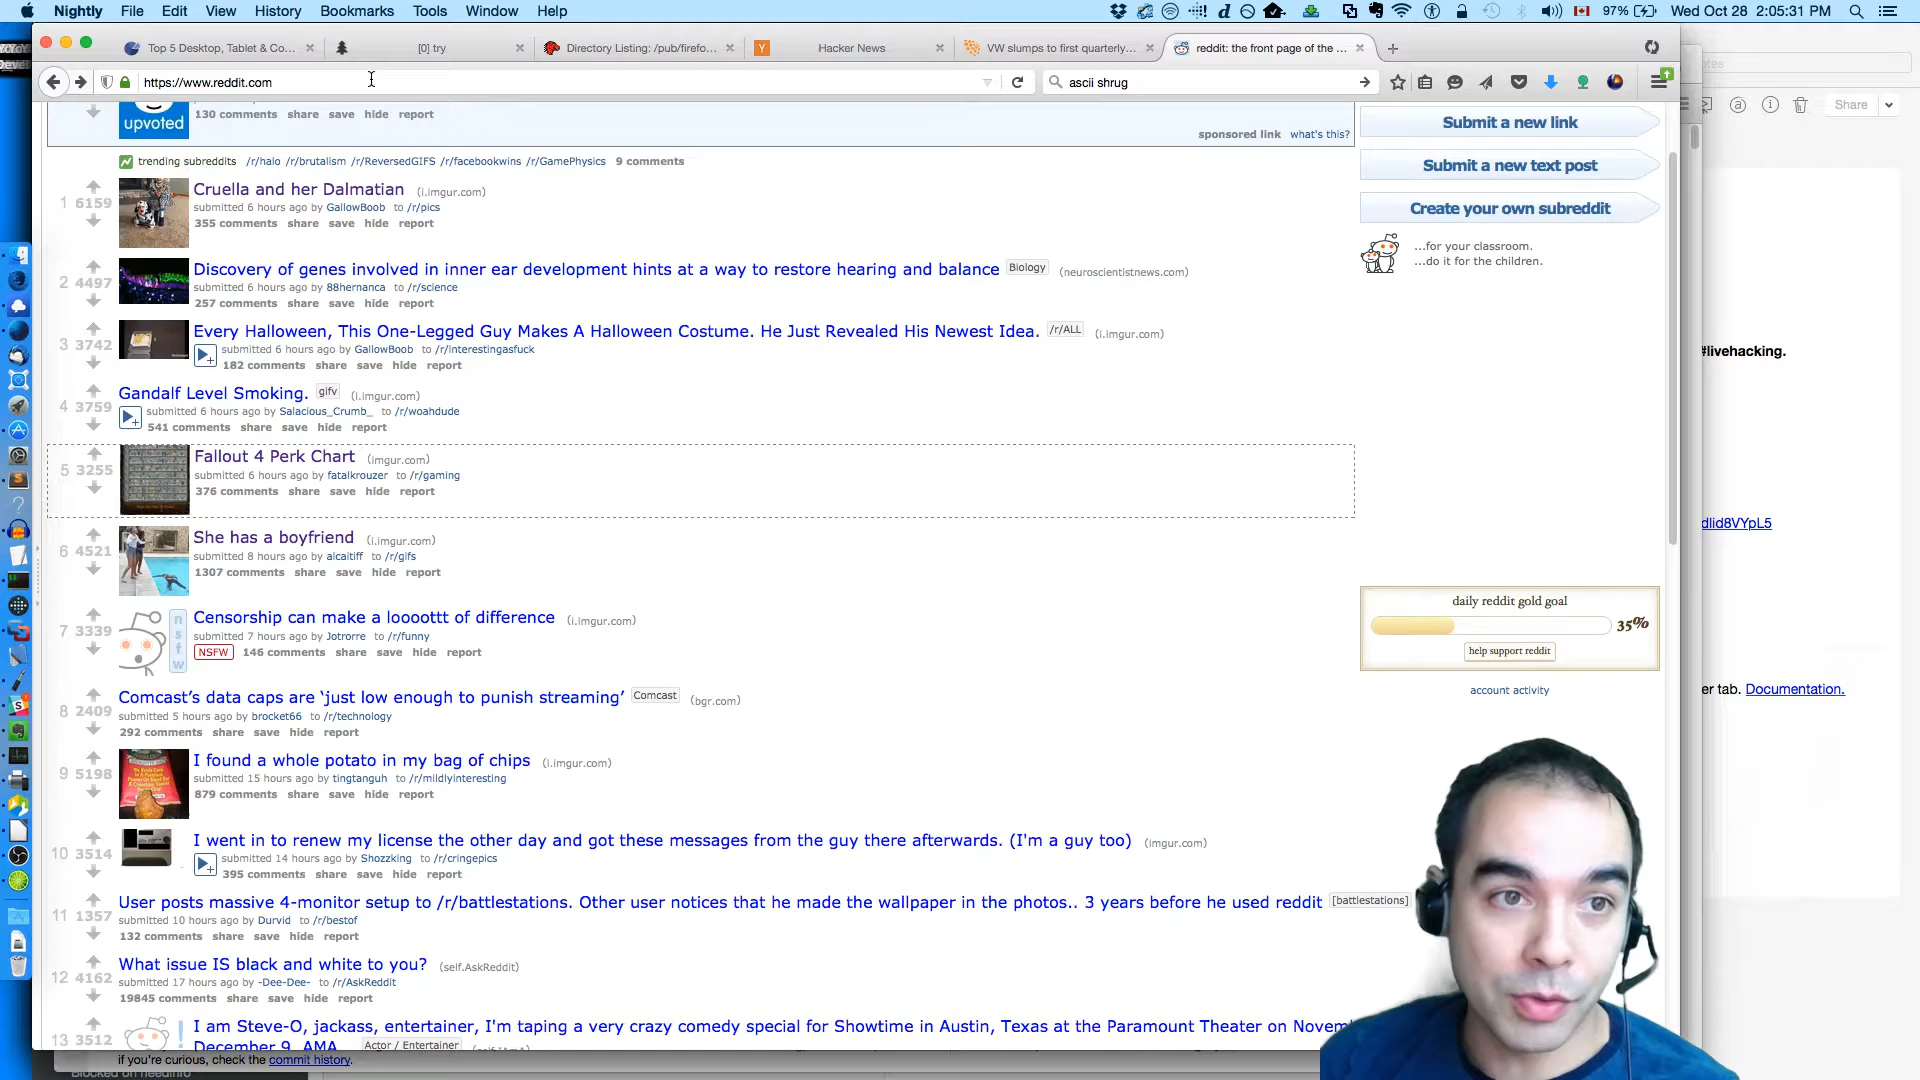 Nightly File Edit View History Bookmarks Tools Window Help 97% Wed Oct 28 2:05:31 PM
Top 5 Desktop, Tablet & Co... [0] try Directory Listing: /pub/firefo... Hacker News VW slumps to first quarterly... reddit: the front page of the ...
https://www.reddit.com ascii shrug
Share
upvoted
130 comments share save hide report
sponsored link what's this?
trending subreddits /r/halo /r/brutalism /r/ReversedGIFS /r/facebookwins /r/GamePhysics 9 comments
1 6159 Cruella and her Dalmatian (i.imgur.com)
submitted 6 hours ago by GallowBoob to /r/pics
355 comments share save hide report
2 4497 Discovery of genes involved in inner ear development hints at a way to restore hearing and balance Biology (neuroscientistnews.com)
submitted 6 hours ago by 88hernanca to /r/science
257 comments share save hide report
3 3742 Every Halloween, This One-Legged Guy Makes A Halloween Costume. He Just Revealed His Newest Idea. /r/ALL (i.imgur.com)
submitted 6 hours ago by GallowBoob to /r/interestingasfuck
182 comments share save hide report
4 3759 Gandalf Level Smoking. gifv (i.imgur.com)
submitted 6 hours ago by Salacious_Crumb_ to /r/woahdude
541 comments share save hide report
5 3255 Fallout 4 Perk Chart (imgur.com)
submitted 6 hours ago by fatalkrouzer to /r/gaming
376 comments share save hide report
6 4521 She has a boyfriend (i.imgur.com)
submitted 8 hours ago by alcaitiff to /r/gifs
1307 comments share save hide report
7 3339 nsfw Censorship can make a looottt of difference (i.imgur.com)
submitted 7 hours ago by Jotrorre to /r/funny
NSFW 146 comments share save hide report
8 2409 Comcast's data caps are ‘just low enough to punish streaming’ Comcast (bgr.com)
submitted 5 hours ago by brocket66 to /r/technology
292 comments share save hide report
9 5198 I found a whole potato in my bag of chips (i.imgur.com)
submitted 15 hours ago by tingtanguh to /r/mildlyinteresting
879 comments share save hide report
10 3514 I went in to renew my license the other day and got these messages from the guy there afterwards. (I'm a guy too) (imgur.com)
submitted 14 hours ago by Shozzking to /r/cringepics
395 comments share save hide report
11 1357 User posts massive 4-monitor setup to /r/battlestations. Other user notices that he made the wallpaper in the photos.. 3 years before he used reddit [battlestations]
submitted 10 hours ago by Durvid to /r/bestof
132 comments share save hide report
12 4162 What issue IS black and white to you? (self.AskReddit)
submitted 17 hours ago by -Dee-Dee- to /r/AskReddit
19845 comments share save hide report
13 3512 I am Steve-O, jackass, entertainer, I'm taping a very crazy comedy special for Showtime in Austin, Texas at the Paramount Theater on Novem
December 9. AMA Actor / Entertainer
if you're curious, check the commit history.
Blocked on needinfo
Submit a new link
Submit a new text post
Create your own subreddit
...for your classroom.
...do it for the children.
daily reddit gold goal
35%
help support reddit
account activity
#livehacking.
dlid8VYpL5
er tab. Documentation.